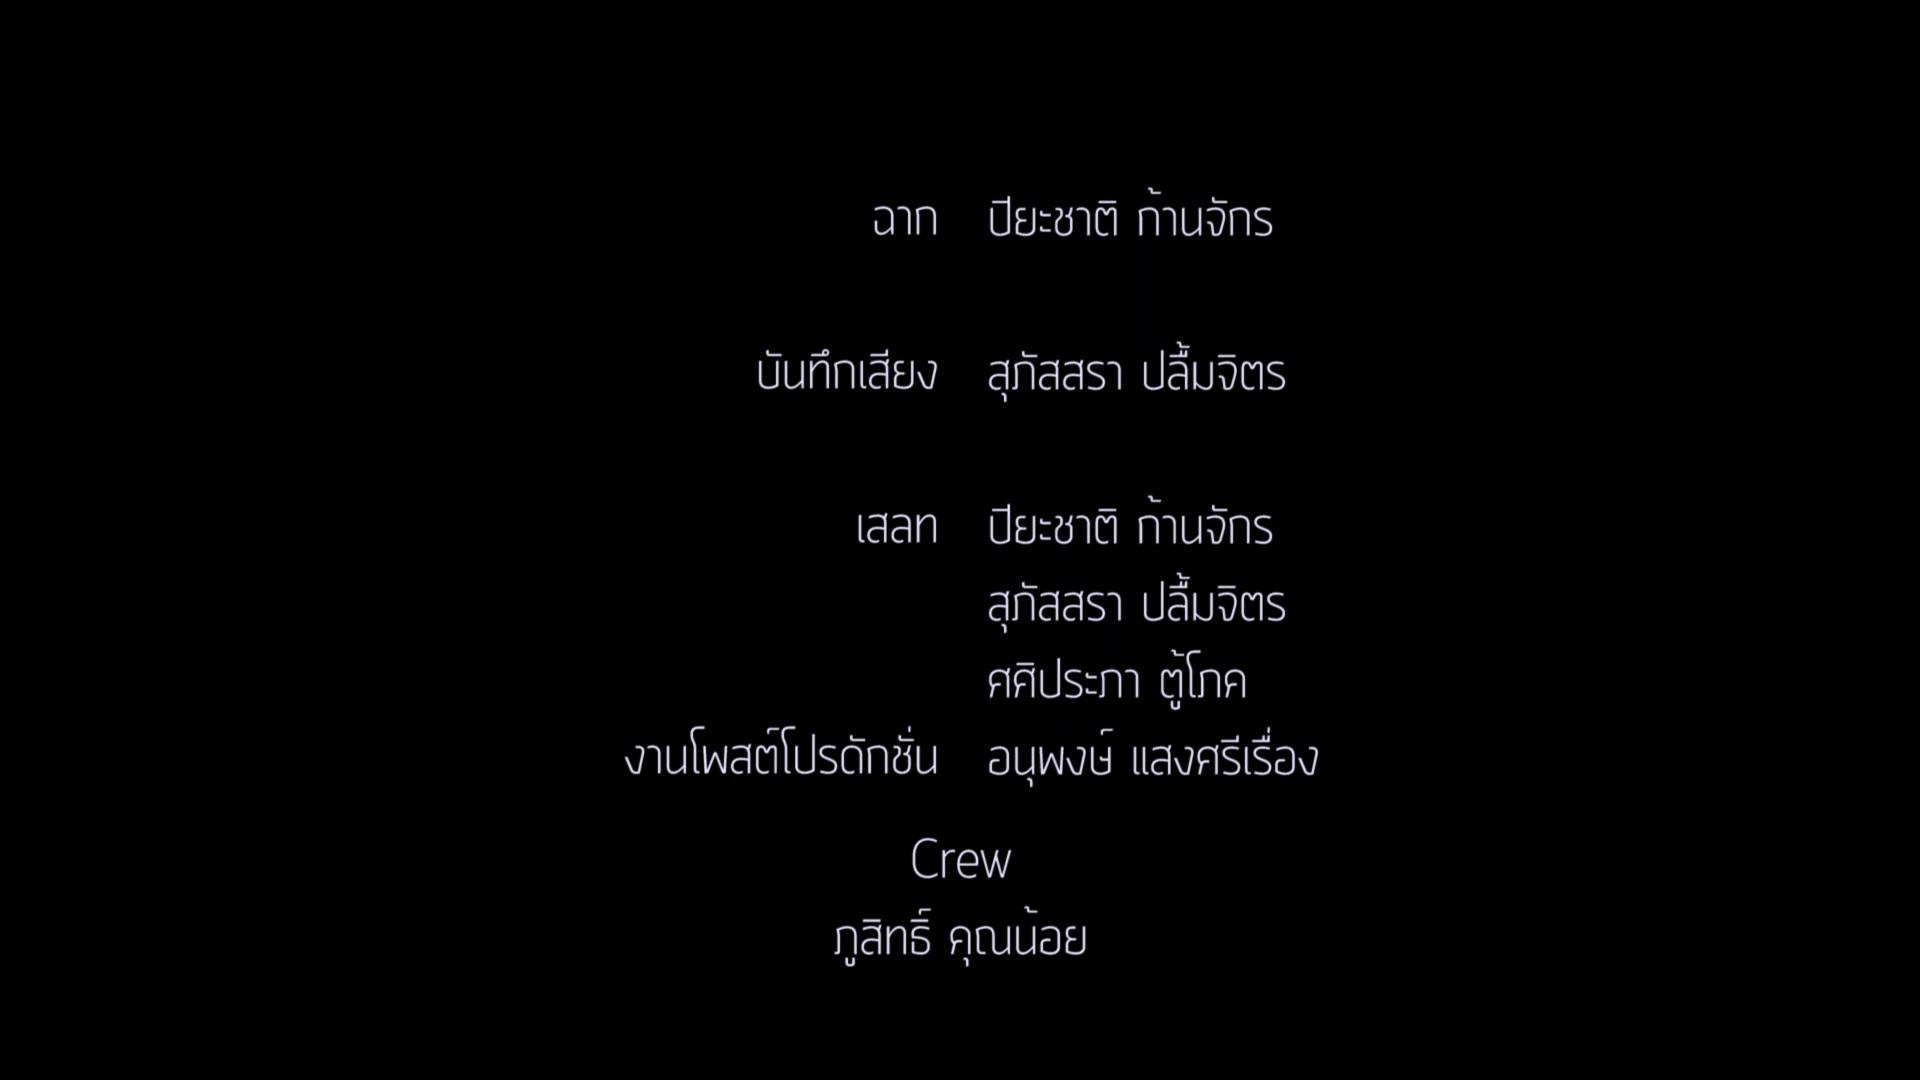 ฉาก ปิยะชาติ ก้านจักร
บันทึกเสียง สุภัสสรา ปลื้มจิตร
เสลท ปิยะชาติ ก้านจักร
สุภัสสรา ปลื้มจิตร
ศศิประภา ตู้โภค
งานโพสต์โปรดักชั่น อนุพงษ์ แสงศรีเรื่อง
Crew
ภูสิทธิ์ คุณน้อย